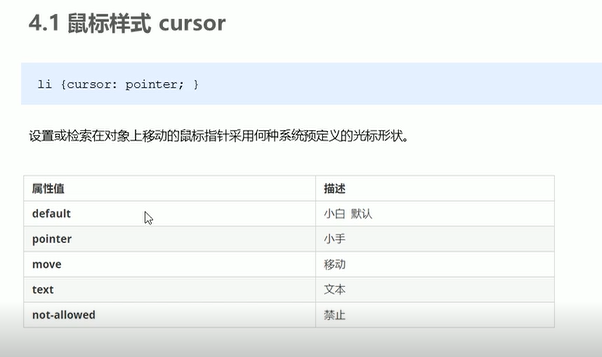 4.1 鼠标样式 cursor
li {cursor: pointer; }
设置或检索在对象上移动的鼠标指针采用何种系统预定义的光标形状。
属性值 描述
default 小白 默认
pointer 小手
move 移动
text 文本
not-allowed 禁止